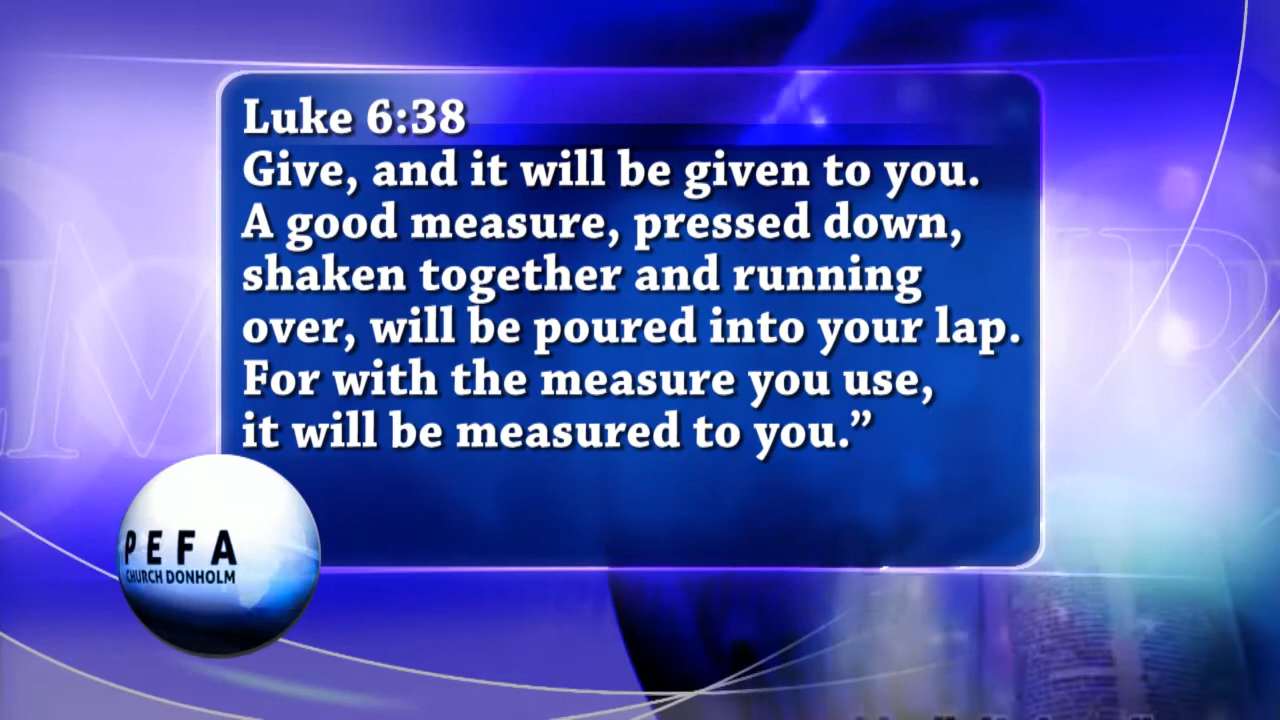 Luke 6:38
Give, and it will be given to you.
A good measure, pressed down,
shaken together and running
over, will be poured into your lap.
For with the measure you use,
it will be measured to you.”
PEFA
CHURCH DONHOLM